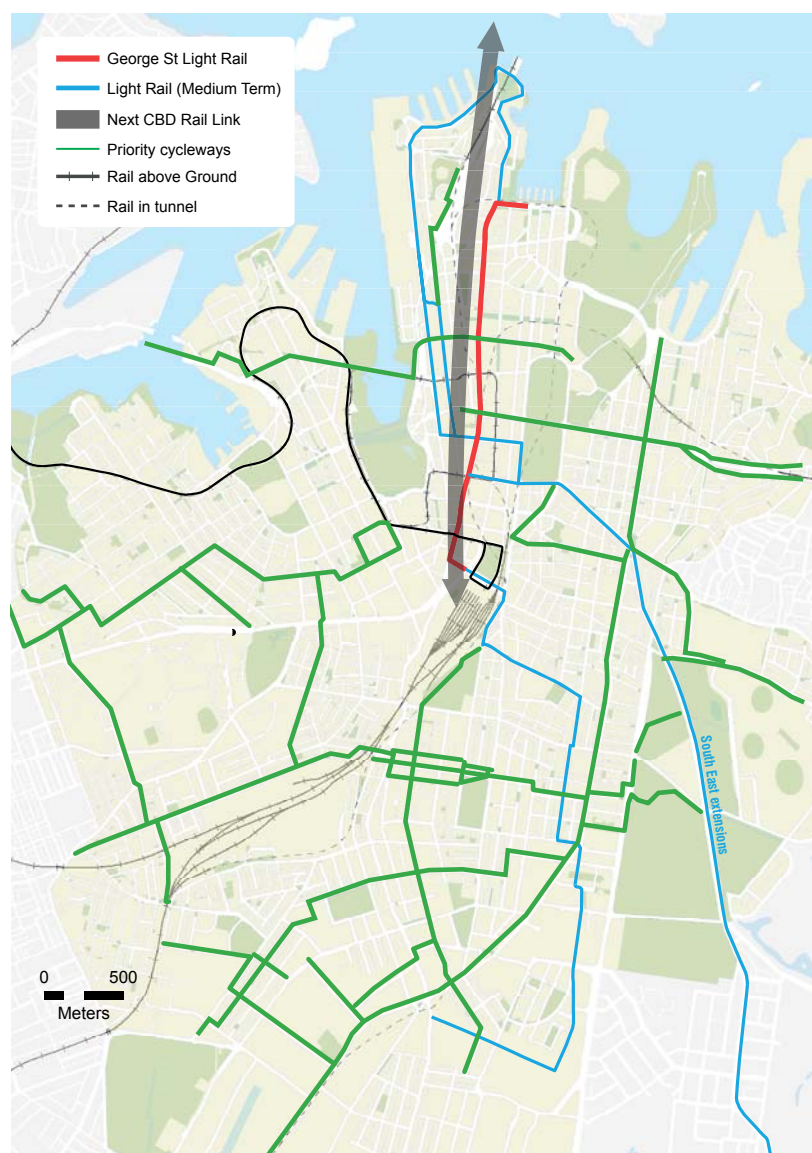 George St Light Rail
Light Rail (Medium Term)
Next CBD Rail Link
Priority cycleways
Rail above Ground
Rail in tunnel
South East extensions
0 500
Meters